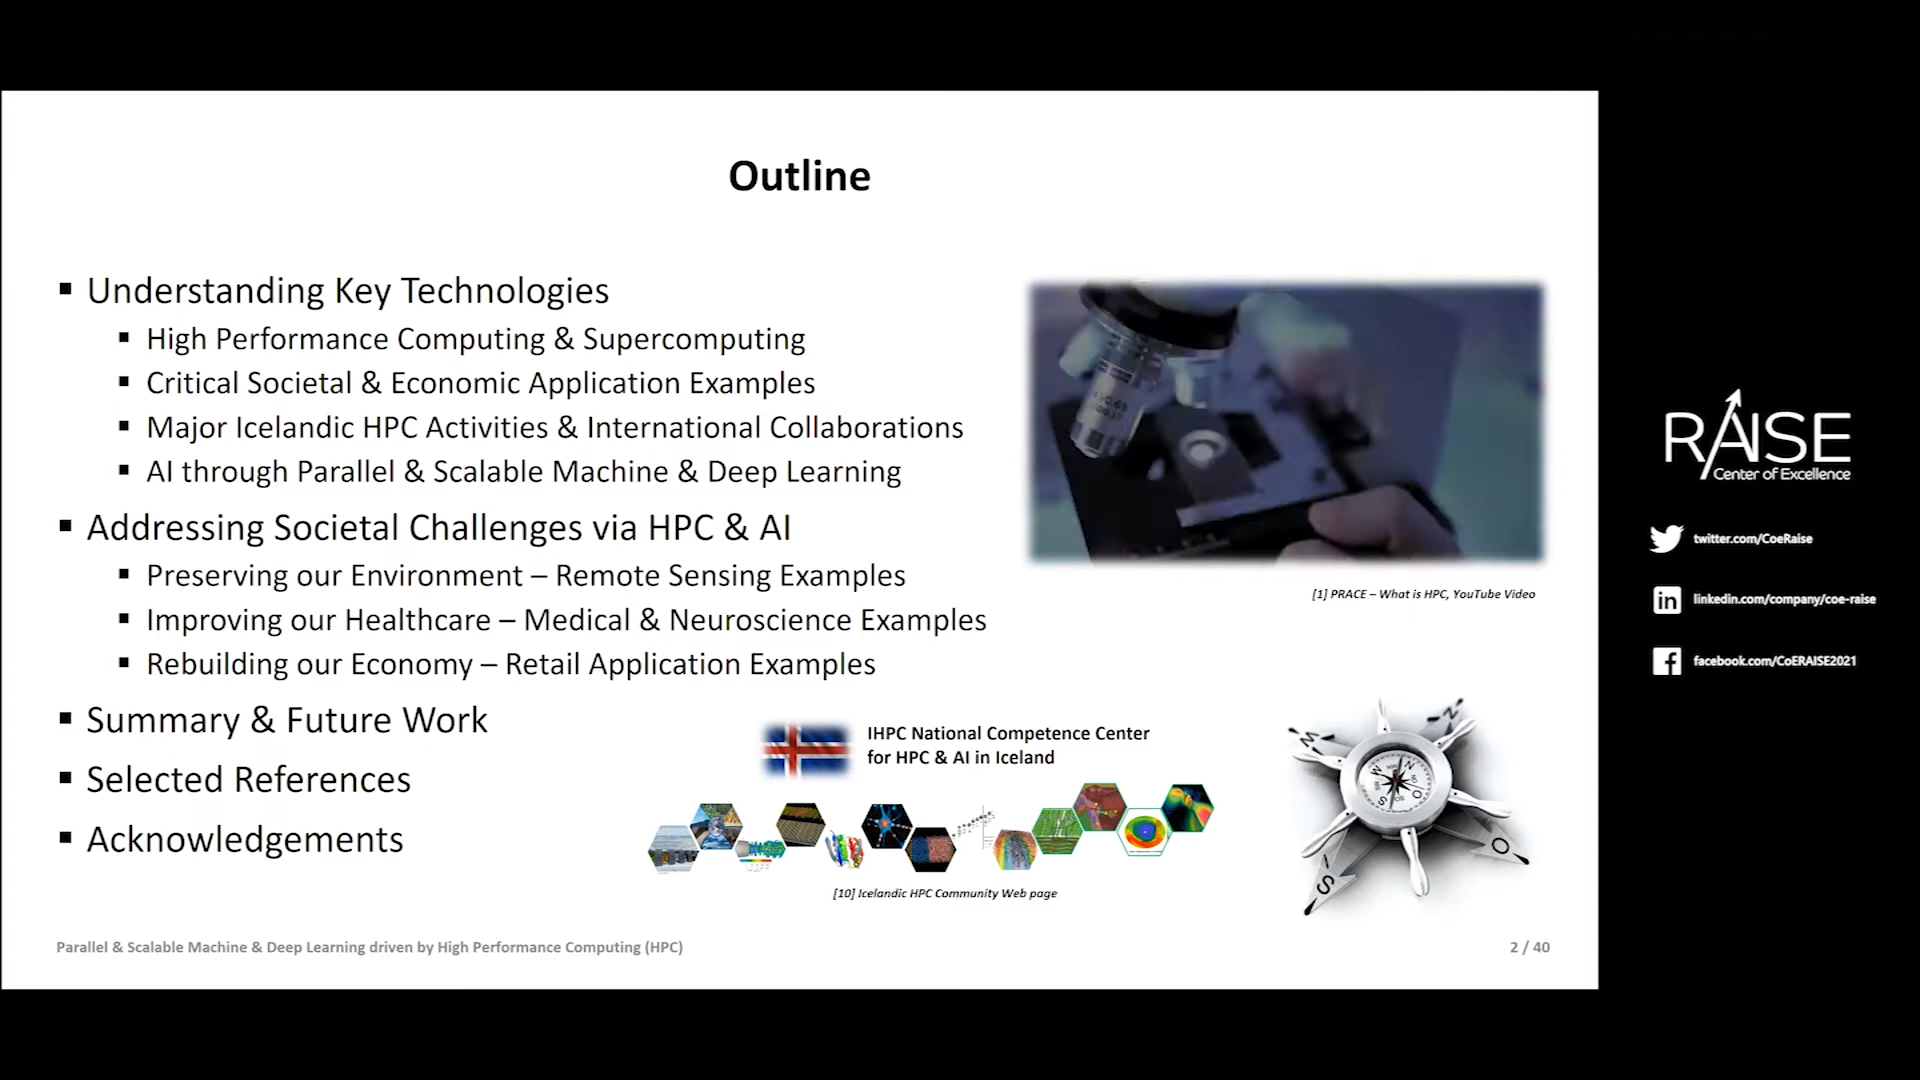 Outline
Understanding Key Technologies
High Performance Computing & Supercomputing
Critical Societal & Economic Application Examples
Major Icelandic HPC Activities & International Collaborations
AI through Parallel & Scalable Machine & Deep Learning
Addressing Societal Challenges via HPC & AI
Preserving our Environment – Remote Sensing Examples
Improving our Healthcare – Medical & Neuroscience Examples
Rebuilding our Economy – Retail Application Examples
Summary & Future Work
Selected References
Acknowledgements
[1] PRACE – What is HPC, YouTube Video
IHPC National Competence Center
for HPC & AI in Iceland
[10] Icelandic HPC Community Web page
Parallel & Scalable Machine & Deep Learning driven by High Performance Computing (HPC)
2 / 40
RAISE
Center of Excellence
twitter.com/CoeRaise
linkedin.com/company/coe-raise
facebook.com/CoERAISE2021